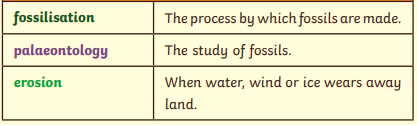 fossilisation The process by which fossils are made.
palaeontology The study of fossils.
erosion When water, wind or ice wears away
land.